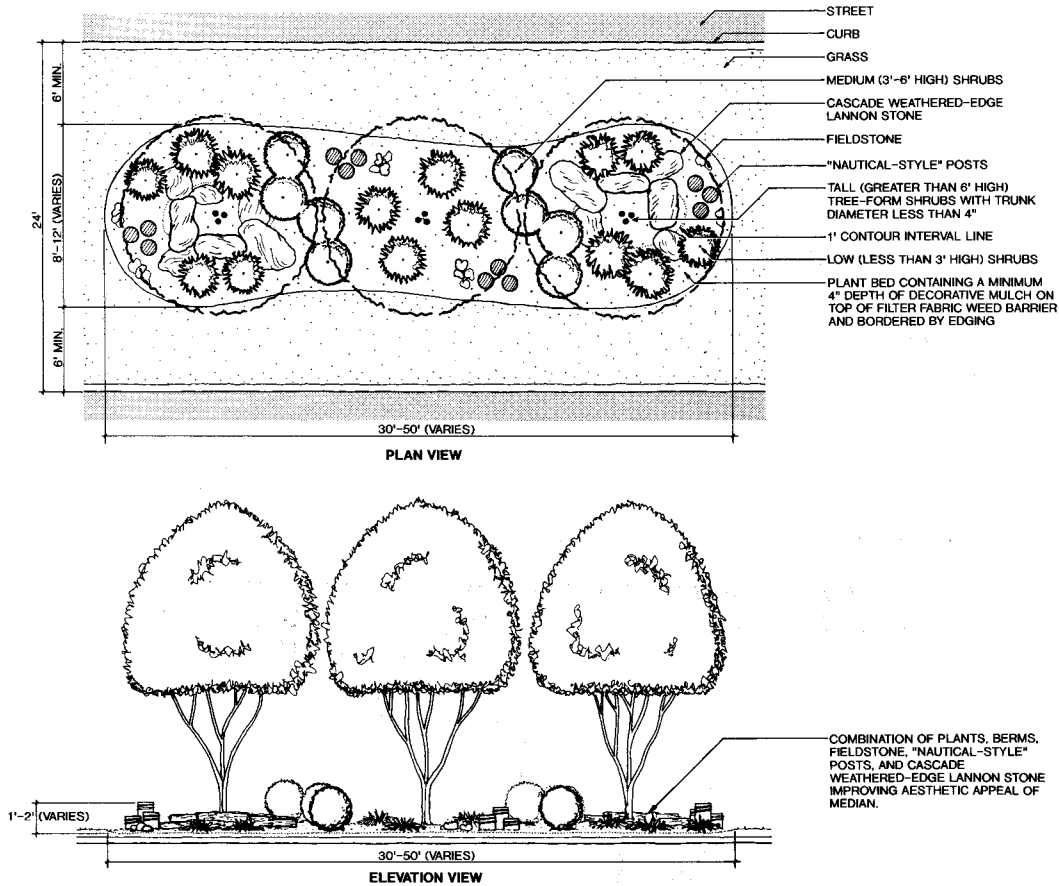 STREET
CURB
GRASS
MEDIUM (3'-6' HIGH) SHRUBS
CASCADE WEATHERED-EDGE
LANNON STONE
FIELDSTONE
"NAUTICAL-STYLE" POSTS
TALL (GREATER THAN 6' HIGH)
TREE-FORM SHRUBS WITH TRUNK
DIAMETER LESS THAN 4"
1' CONTOUR INTERVAL LINE
LOW (LESS THAN 3' HIGH) SHRUBS
PLANT BED CONTAINING A MINIMUM
4" DEPTH OF DECORATIVE MULCH ON
TOP OF FILTER FABRIC WEED BARRIER
AND BORDERED BY EDGING
6' MIN.
24'
8'-12' (VARIES)
6' MIN.
30'-50' (VARIES)
PLAN VIEW
COMBINATION OF PLANTS, BERMS,
FIELDSTONE, "NAUTICAL-STYLE"
POSTS, AND CASCADE
WEATHERED-EDGE LANNON STONE
IMPROVING AESTHETIC APPEAL OF
MEDIAN.
1'-2' (VARIES)
30'-50' (VARIES)
ELEVATION VIEW